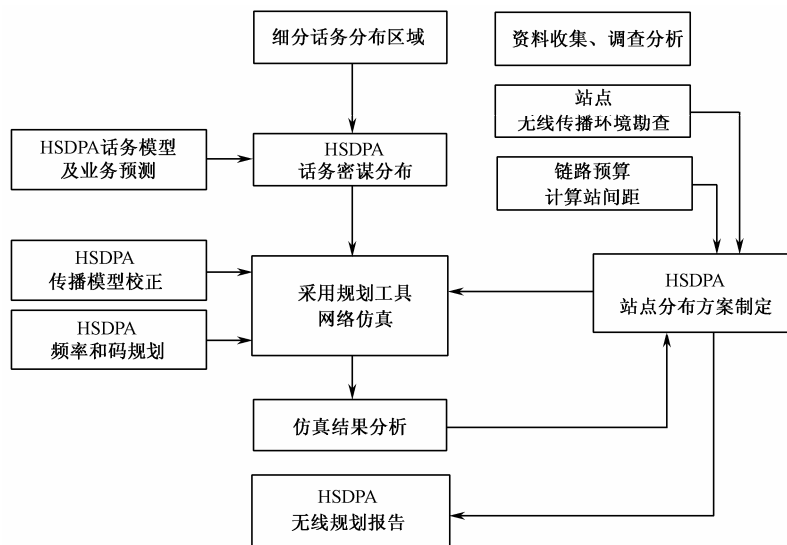 细分话务分布区域
资料收集、调查分析
站点
无线传播环境勘查
HSDPA话务模型
及业务预测
HSDPA
话务密谋分布
链路预算
计算站间距
HSDPA
传播模型校正
采用规划工具
网络仿真
HSDPA
站点分布方案制定
HSDPA
频率和码规划
仿真结果分析
HSDPA
无线规划报告